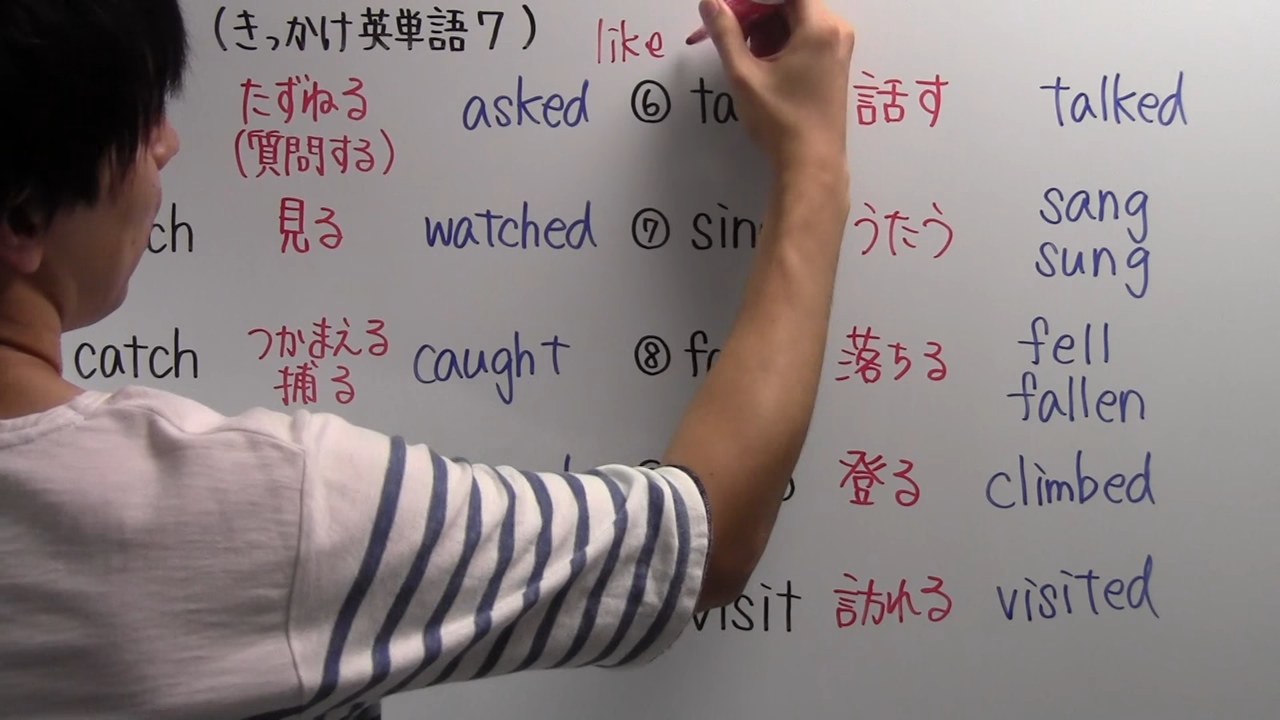 (きっかけ英単語7) like
たずねる asked ⑥ ta 話す talked
(質問する)
ch 見る watched ⑦ sin うたう sang
sung
catch つかまえる caught ⑧ 落ちる fell
捕る fallen
登る climbed
visit 訪れる visited